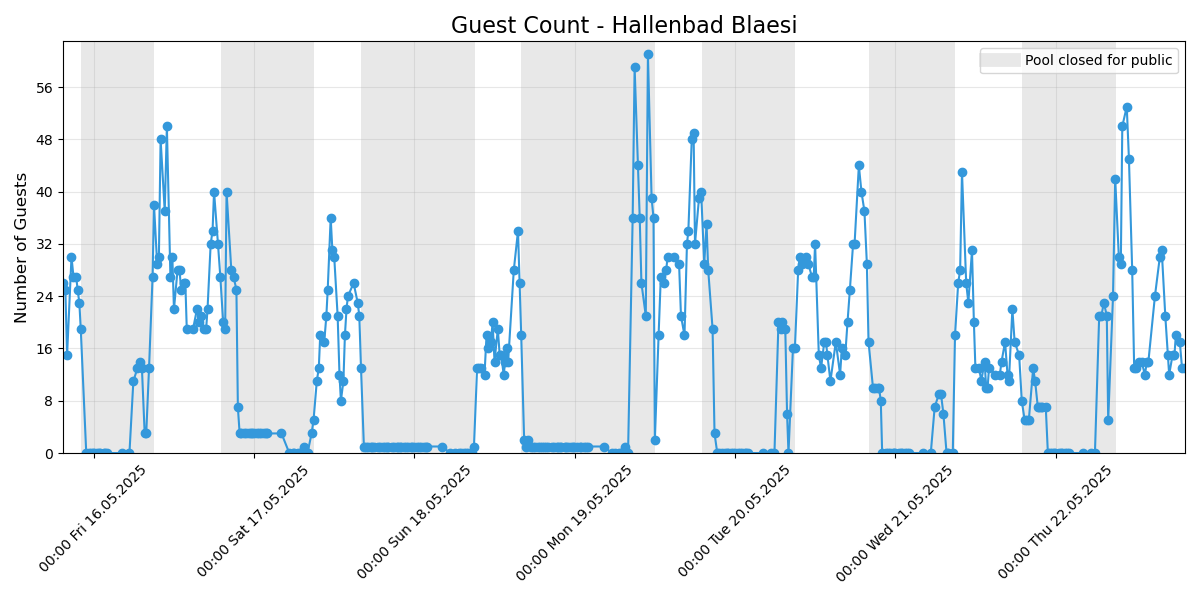 Guest Count - Hallenbad Blaesi
Pool closed for public
Number of Guests
56
48
40
32
24
16
8
0
00:00 Fri 16.05.2025
00:00 Sat 17.05.2025
00:00 Sun 18.05.2025
00:00 Mon 19.05.2025
00:00 Tue 20.05.2025
00:00 Wed 21.05.2025
00:00 Thu 22.05.2025